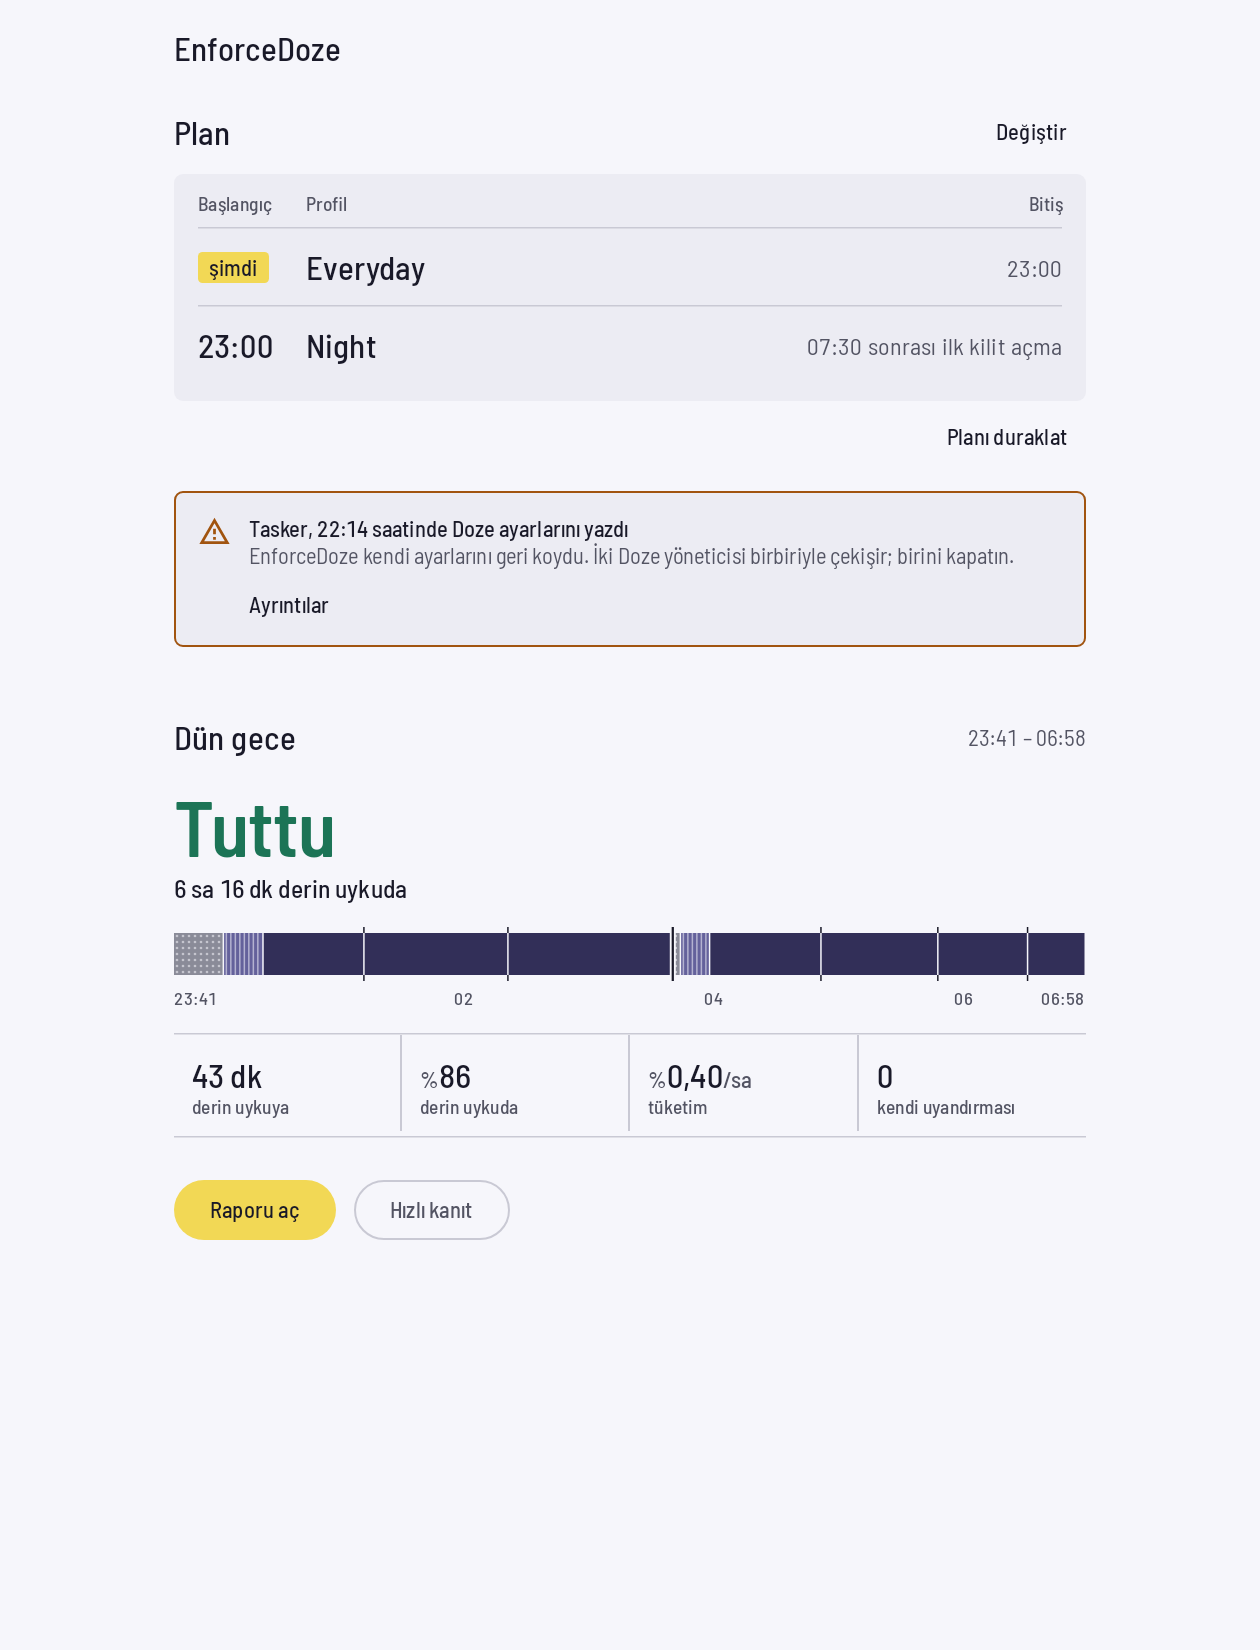 EnforceDoze
Plan
Değiştir
Başlangıç Profil Bitiş
şimdi Everyday 23:00
23:00 Night 07:30 sonrası ilk kilit açma
Planı duraklat
Tasker, 22:14 saatinde Doze ayarlarını yazdı
EnforceDoze kendi ayarlarını geri koydu. İki Doze yöneticisi birbiriyle çekişir; birini kapatın.
Ayrıntılar
Dün gece
23:41 – 06:58
Tuttu
6 sa 16 dk derin uykuda
23:41 02 04 06 06:58
43 dk %86 %0,40/sa 0
derin uykuya derin uykuda tüketim kendi uyandırması
Raporu aç Hızlı kanıt